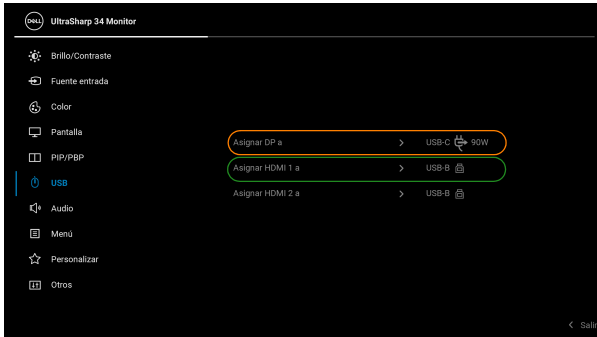 DELL UltraSharp 34 Monitor
Brillo/Contraste
Fuente entrada
Color
Pantalla
Asignar DP a > USB-C 90W
PIP/PBP
Asignar HDMI 1 a > USB-B
USB
Asignar HDMI 2 a > USB-B
Audio
Menú
Personalizar
Otros
< Salir